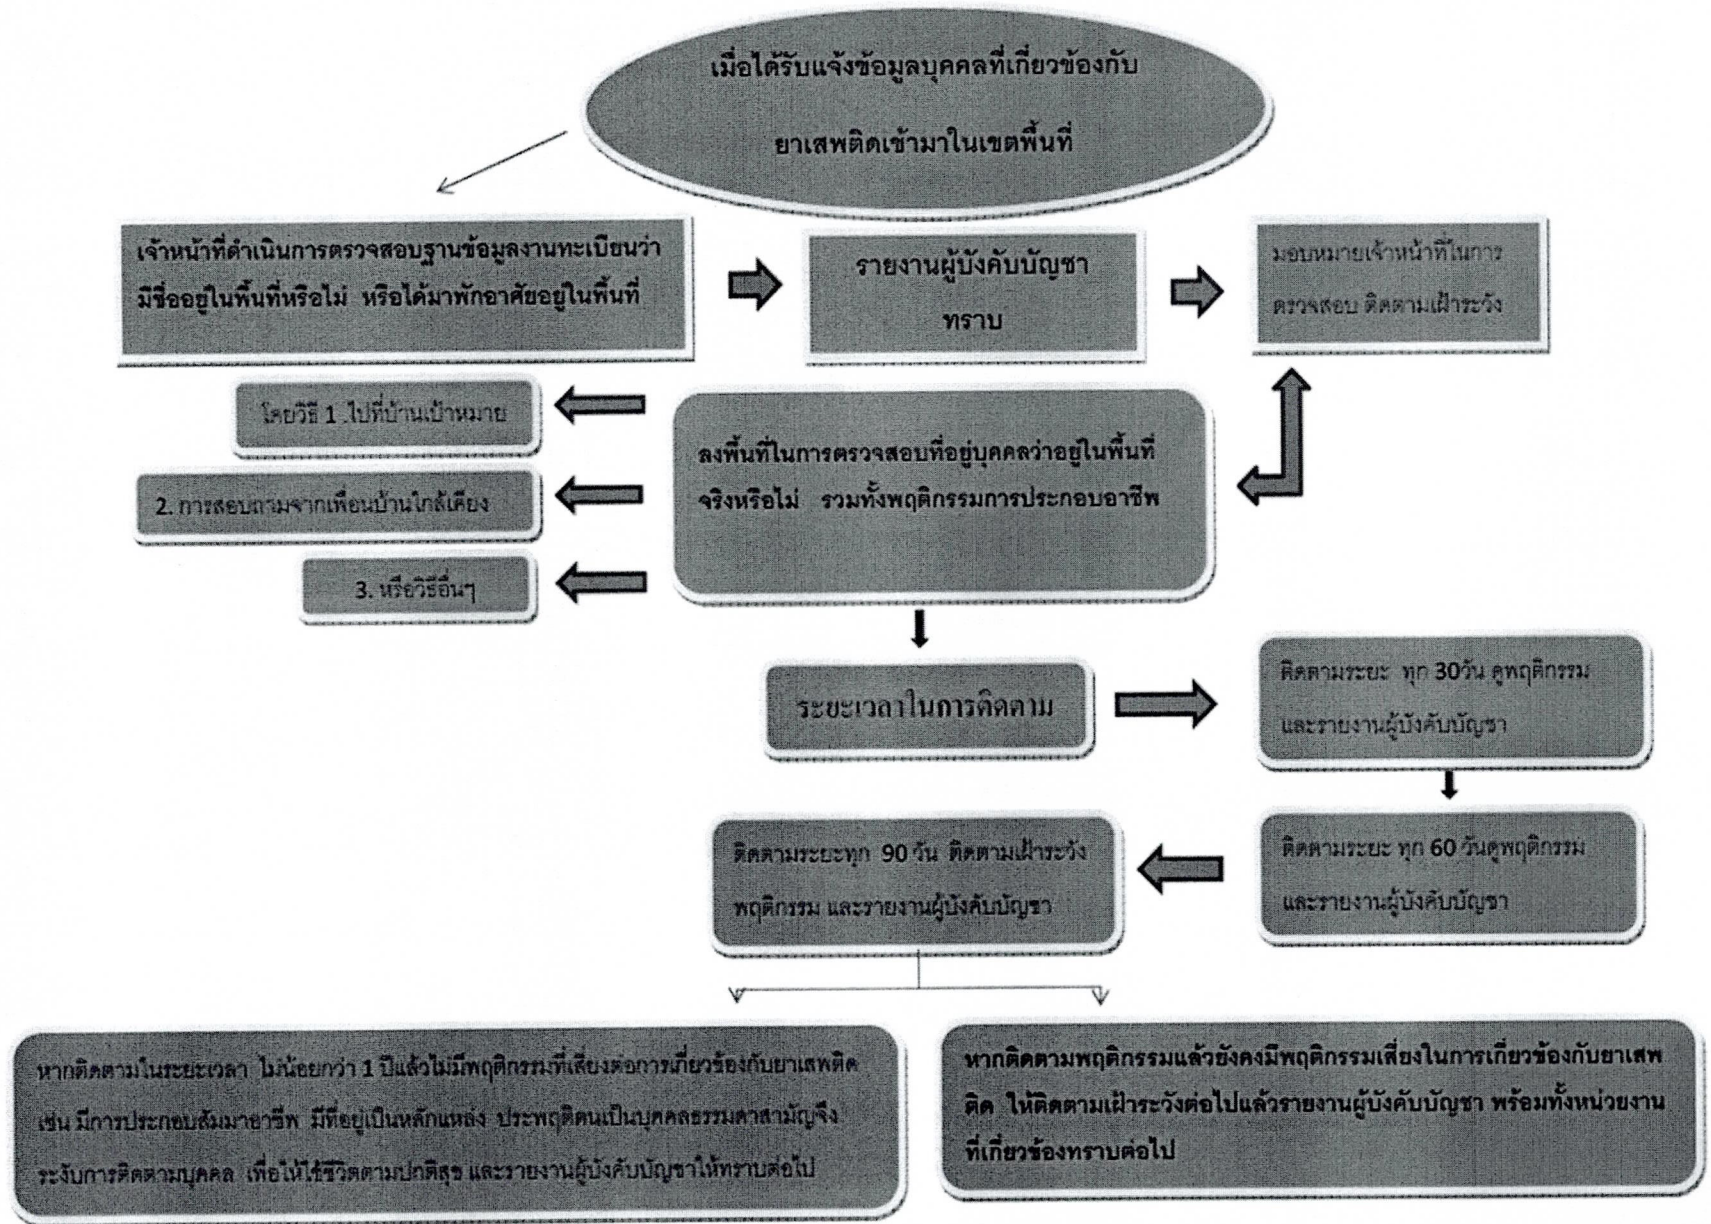 เมื่อได้รับแจ้งข้อมูลบุคคลที่เกี่ยวข้องกับ
ยาเสพติดเข้ามาในเขตพื้นที่
เจ้าหน้าที่ดำเนินการตรวจสอบฐานข้อมูลงานทะเบียนว่า
มีชื่ออยู่ในพื้นที่หรือไม่ หรือได้มาพักอาศัยอยู่ในพื้นที่
รายงานผู้บังคับบัญชา
ทราบ
มอบหมายเจ้าหน้าที่ในการ
ตรวจสอบ ติดตามเฝ้าระวัง
โดยวิธี 1 .ไปที่บ้านเป้าหมาย
2. การสอบถามจากเพื่อนบ้านใกล้เคียง
3. หรือวิธีอื่นๆ
ลงพื้นที่ในการตรวจสอบที่อยู่บุคคลว่าอยู่ในพื้นที่
จริงหรือไม่ รวมทั้งพฤติกรรมการประกอบอาชีพ
ระยะเวลาในการติดตาม
ติดตามระยะ ทุก 30วัน ดูพฤติกรรม
และรายงานผู้บังคับบัญชา
ติดตามระยะ ทุก 60 วันดูพฤติกรรม
และรายงานผู้บังคับบัญชา
ติดตามระยะทุก 90 วัน ติดตามเฝ้าระวัง
พฤติกรรม และรายงานผู้บังคับบัญชา
หากติดตามในระยะเวลา ไม่น้อยกว่า 1 ปีแล้วไม่มีพฤติกรรมที่เสี่ยงต่อการเกี่ยวข้องกับยาเสพติด
เช่น มีการประกอบสัมมาอาชีพ มีที่อยู่เป็นหลักแหล่ง ประพฤติตนเป็นบุคคลธรรมดาสามัญจึง
ระงับการติดตามบุคคล เพื่อให้ใช้ชีวิตตามปกติสุข และรายงานผู้บังคับบัญชาให้ทราบต่อไป
หากติดตามพฤติกรรมแล้วยังคงมีพฤติกรรมเสี่ยงในการเกี่ยวข้องกับยาเสพ
ติด ให้ติดตามเฝ้าระวังต่อไปแล้วรายงานผู้บังคับบัญชา พร้อมทั้งหน่วยงาน
ที่เกี่ยวข้องทราบต่อไป